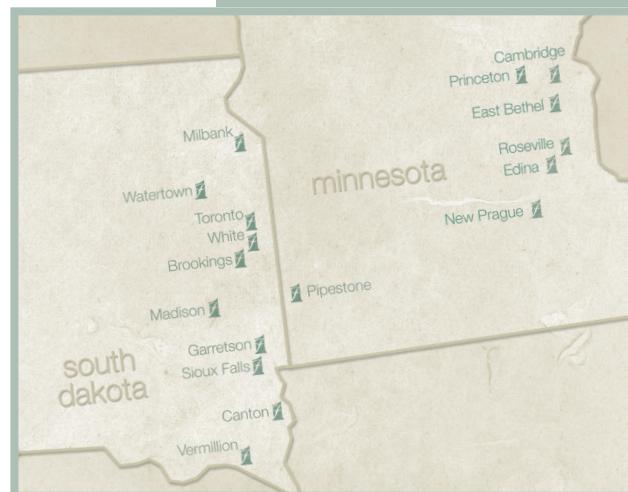 Cambridge
Princeton
East Bethel
Milbank
Roseville
Edina
minnesota
Watertown
Toronto
New Prague
White
Brookings
Pipestone
Madison
Garretson
south
dakota
Sioux Falls
Canton
Vermillion